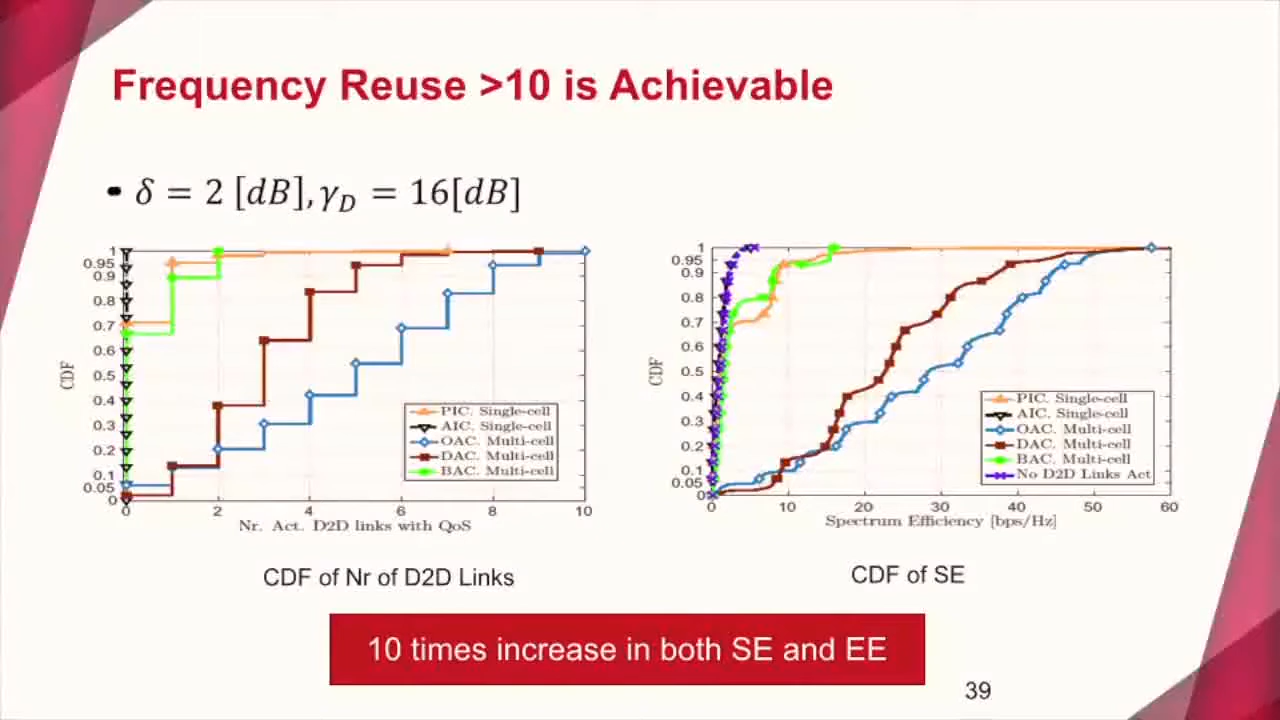 Frequency Reuse >10 is Achievable
• δ = 2 [dB], γ_D = 16[dB]
1
0.95
0.9
0.8
0.7
0.6
0.5
0.4
0.3
0.2
0.1
0.05
0
CDF
PIC. Single-cell
AIC. Single-cell
OAC. Multi-cell
DAC. Multi-cell
BAC. Multi-cell
0 2 4 6 8 10
Nr. Act. D2D links with QoS
CDF of Nr of D2D Links
1
0.95
0.9
0.8
0.7
0.6
0.5
0.4
0.3
0.2
0.1
0.05
0
CDF
PIC. Single-cell
AIC. Single-cell
OAC. Multi-cell
DAC. Multi-cell
BAC. Multi-cell
No D2D Links Act
0 10 20 30 40 50 60
Spectrum Efficiency [bps/Hz]
CDF of SE
10 times increase in both SE and EE
39